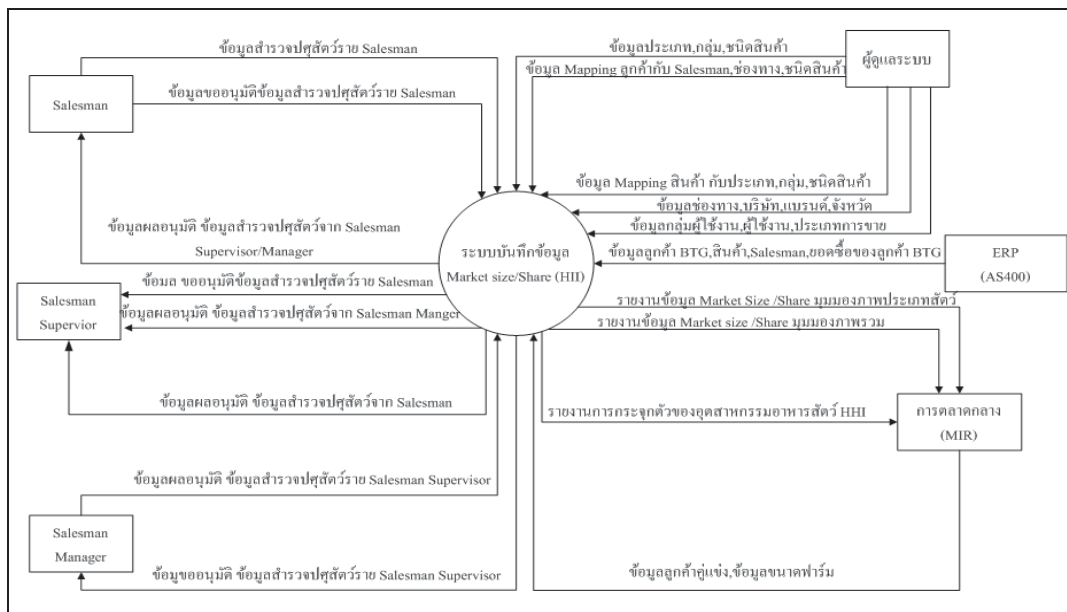 ข้อมูลสำรวจปศุสัตว์ราย Salesman
ข้อมูลประเภท,กลุ่ม,ชนิดสินค้า
ผู้ดูแลระบบ
ข้อมูล Mapping ลูกค้ากับ Salesman,ช่องทาง,ชนิดสินค้า
Salesman
ข้อมูลขออนุมัติข้อมูลสำรวจปศุสัตว์ราย Salesman
ข้อมูล Mapping สินค้า กับประเภท,กลุ่ม,ชนิดสินค้า
ข้อมูลช่องทาง,บริษัท,แบรนด์,จังหวัด
ข้อมูลกลุ่มผู้ใช้งาน,ผู้ใช้งาน,ประเภทการขาย
ข้อมูลผลอนุมัติ ข้อมูลสำรวจปศุสัตว์จาก Salesman
Supervisor/Manager
ระบบบันทึกข้อมูล
Market size/Share (HII)
ข้อมูลลูกค้า BTG,สินค้า,Salesman,ยอดซื้อของลูกค้า BTG
ERP
(AS400)
ข้อมล ขออนุมัติข้อมูลสำรวจปศุสัตว์ราย Salesman
Salesman
Supervior
ข้อมูลผลอนุมัติ ข้อมูลสำรวจปศุสัตว์จาก Salesman Manger
รายงานข้อมูล Market Size /Share มุมมองภาพประเภทสัตว์
รายงานข้อมูล Market size /Share มุมมองภาพรวม
ข้อมูลผลอนุมัติ ข้อมูลสำรวจปศุสัตว์จาก Salesman
รายงานการกระจุกตัวของอุตสาหกรรมอาหารสัตว์ HHI
การตลาดกลาง
(MIR)
ข้อมูลผลอนุมัติ ข้อมูลสำรวจปศุสัตว์ราย Salesman Supervisor
Salesman
Manager
ข้อมูขออนุมัติ ข้อมูลสำรวจปศุสัตว์ราย Salesman Supervisor
ข้อมูลลูกค้าคู่แข่ง,ข้อมูลขนาดฟาร์ม